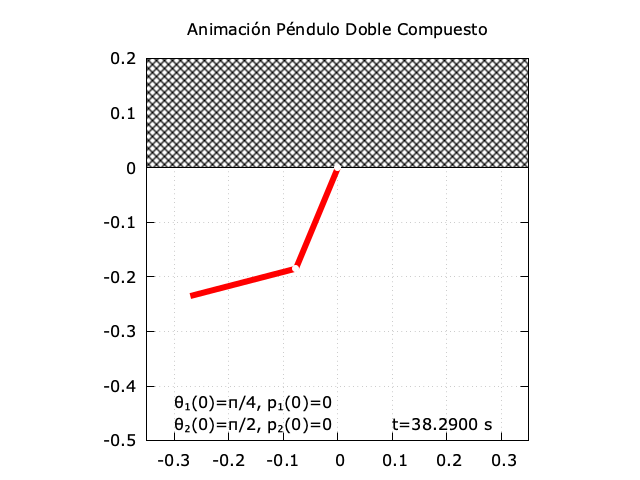 Animación Péndulo Doble Compuesto
0.2
0.1
0
-0.1
-0.2
-0.3
-0.4
-0.5
θ₁(0)=π/4, p₁(0)=0
θ₂(0)=π/2, p₂(0)=0
t=38.2900 s
-0.3 -0.2 -0.1 0 0.1 0.2 0.3